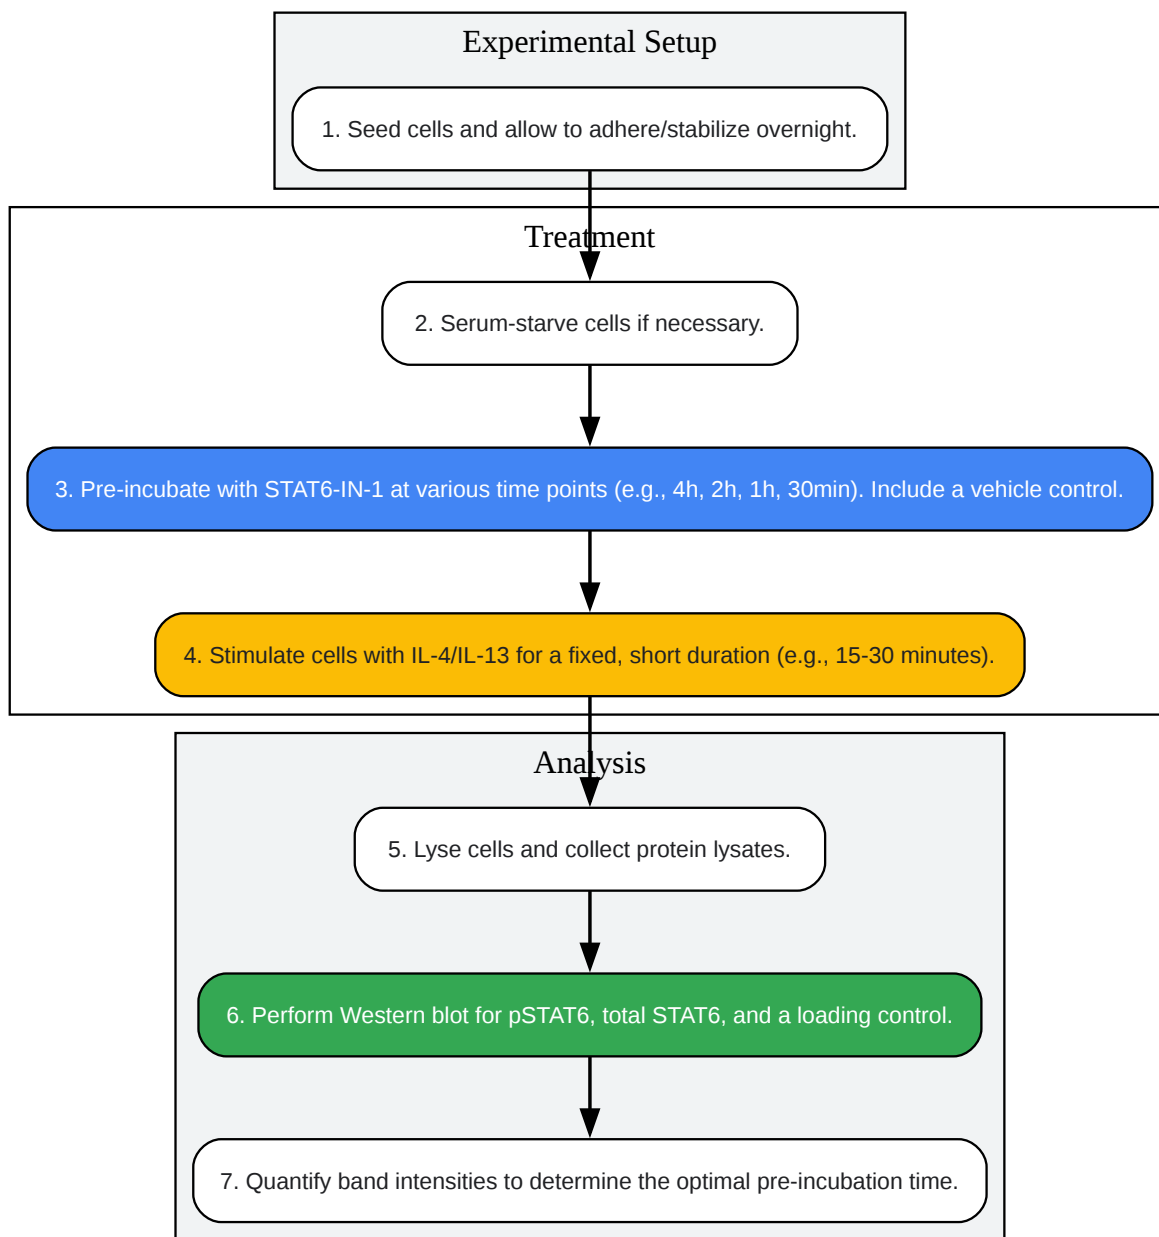 Experimental Setup
1. Seed cells and allow to adhere/stabilize overnight.
Treatment
2. Serum-starve cells if necessary.
3. Pre-incubate with STAT6-IN-1 at various time points (e.g., 4h, 2h, 1h, 30min). Include a vehicle control.
4. Stimulate cells with IL-4/IL-13 for a fixed, short duration (e.g., 15-30 minutes).
Analysis
5. Lyse cells and collect protein lysates.
6. Perform Western blot for pSTAT6, total STAT6, and a loading control.
7. Quantify band intensities to determine the optimal pre-incubation time.